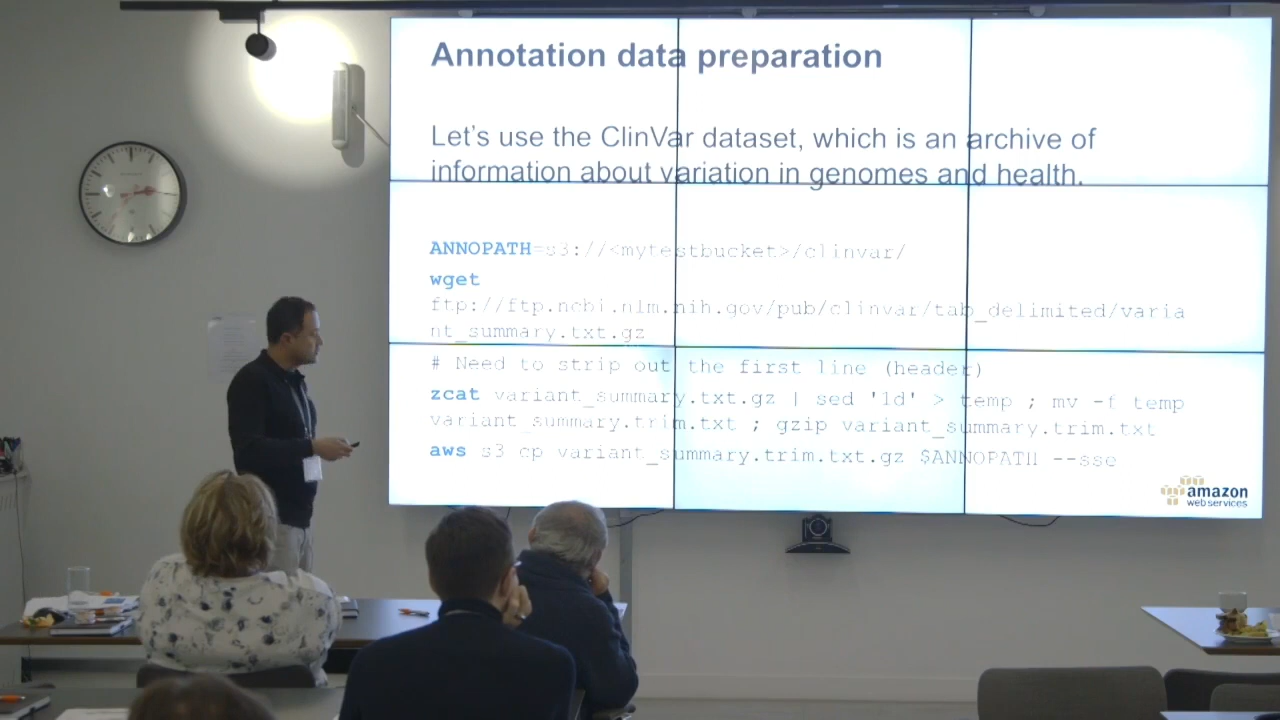 Annotation data preparation
Let's use the ClinVar dataset, which is an archive of
information about variation in genomes and health.
ANNOPATH=s3://<mytestbucket>/clinvar/
wget
ftp://ftp.ncbi.nlm.nih.gov/pub/clinvar/tab_delimited/varia
nt_summary.txt.gz
# Need to strip out the first line (header)
zcat variant_summary.txt.gz | sed '1d' > temp ; mv -f temp
variant_summary.trim.txt ; gzip variant_summary.trim.txt
aws s3 cp variant_summary.trim.txt.gz $ANNOPATH --sse
amazon
web services